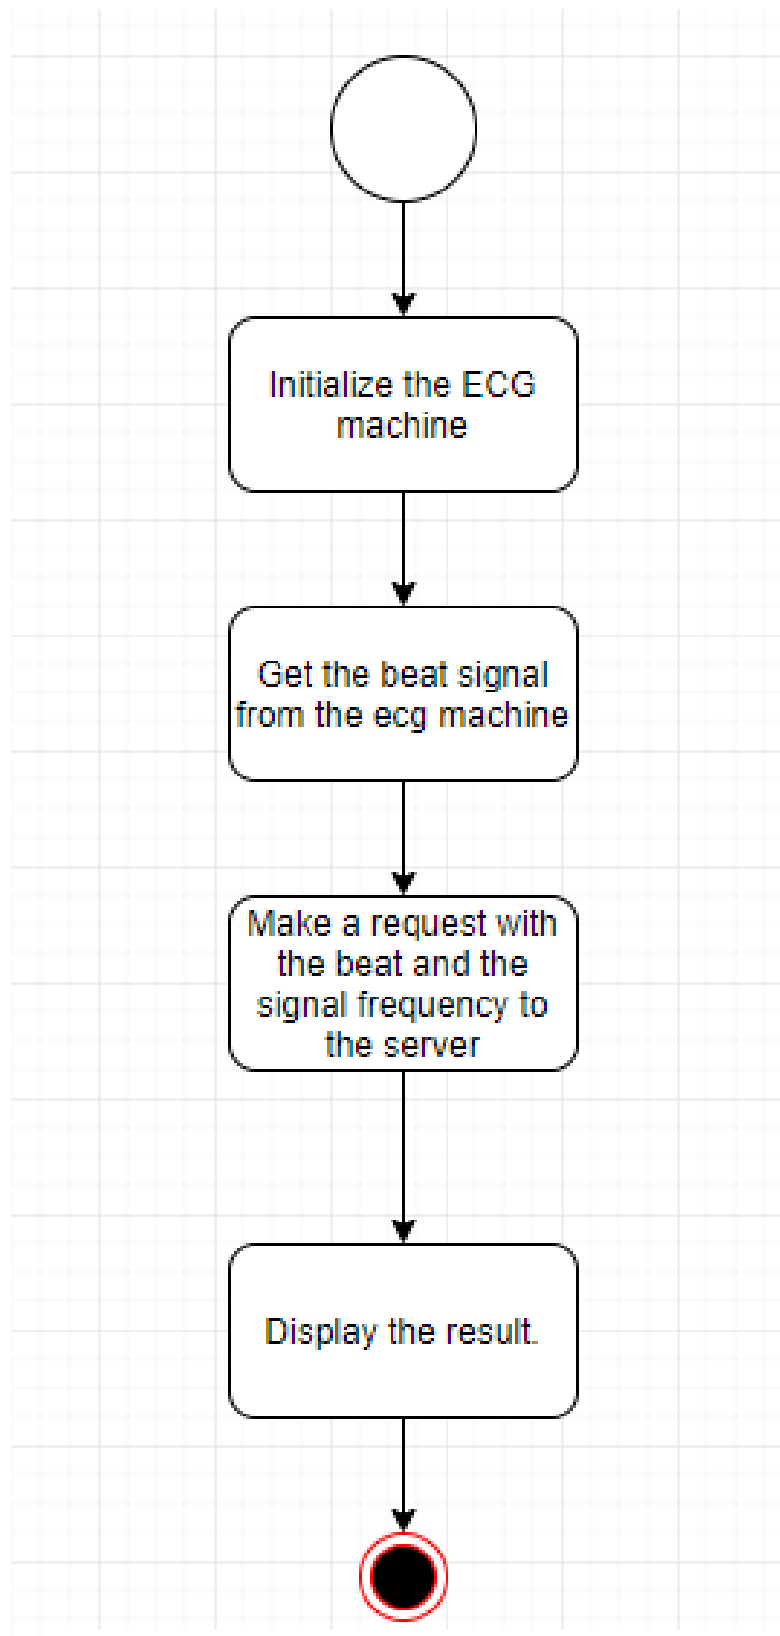 Initialize the ECG
machine
Get the beat signal
from the ecg machine
Make a request with
the beat and the
signal frequency to
the server
Display the result.